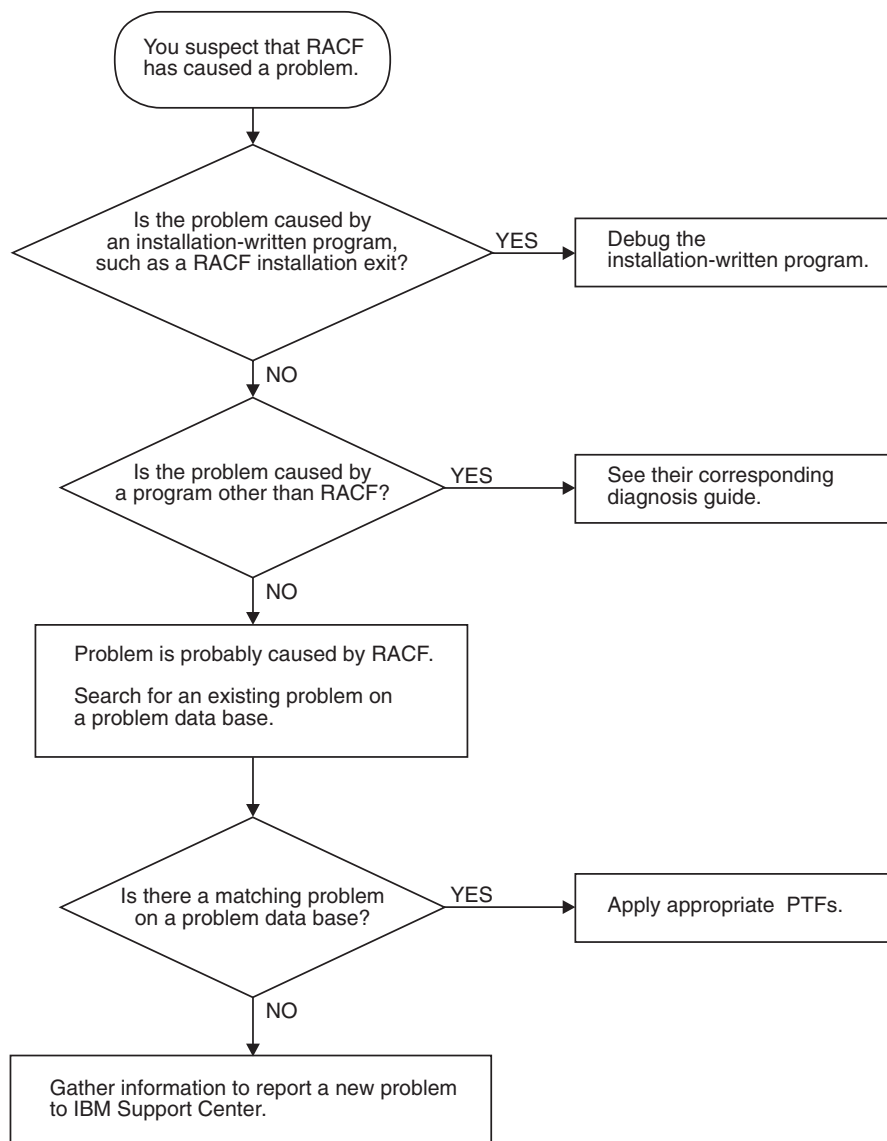 You suspect that RACF
has caused a problem.
Is the problem caused by
an installation-written program,
such as a RACF installation exit?
YES
Debug the
installation-written program.
NO
Is the problem caused by
a program other than RACF?
YES
See their corresponding
diagnosis guide.
NO
Problem is probably caused by RACF.
Search for an existing problem on
a problem data base.
Is there a matching problem
on a problem data base?
YES
Apply appropriate PTFs.
NO
Gather information to report a new problem
to IBM Support Center.